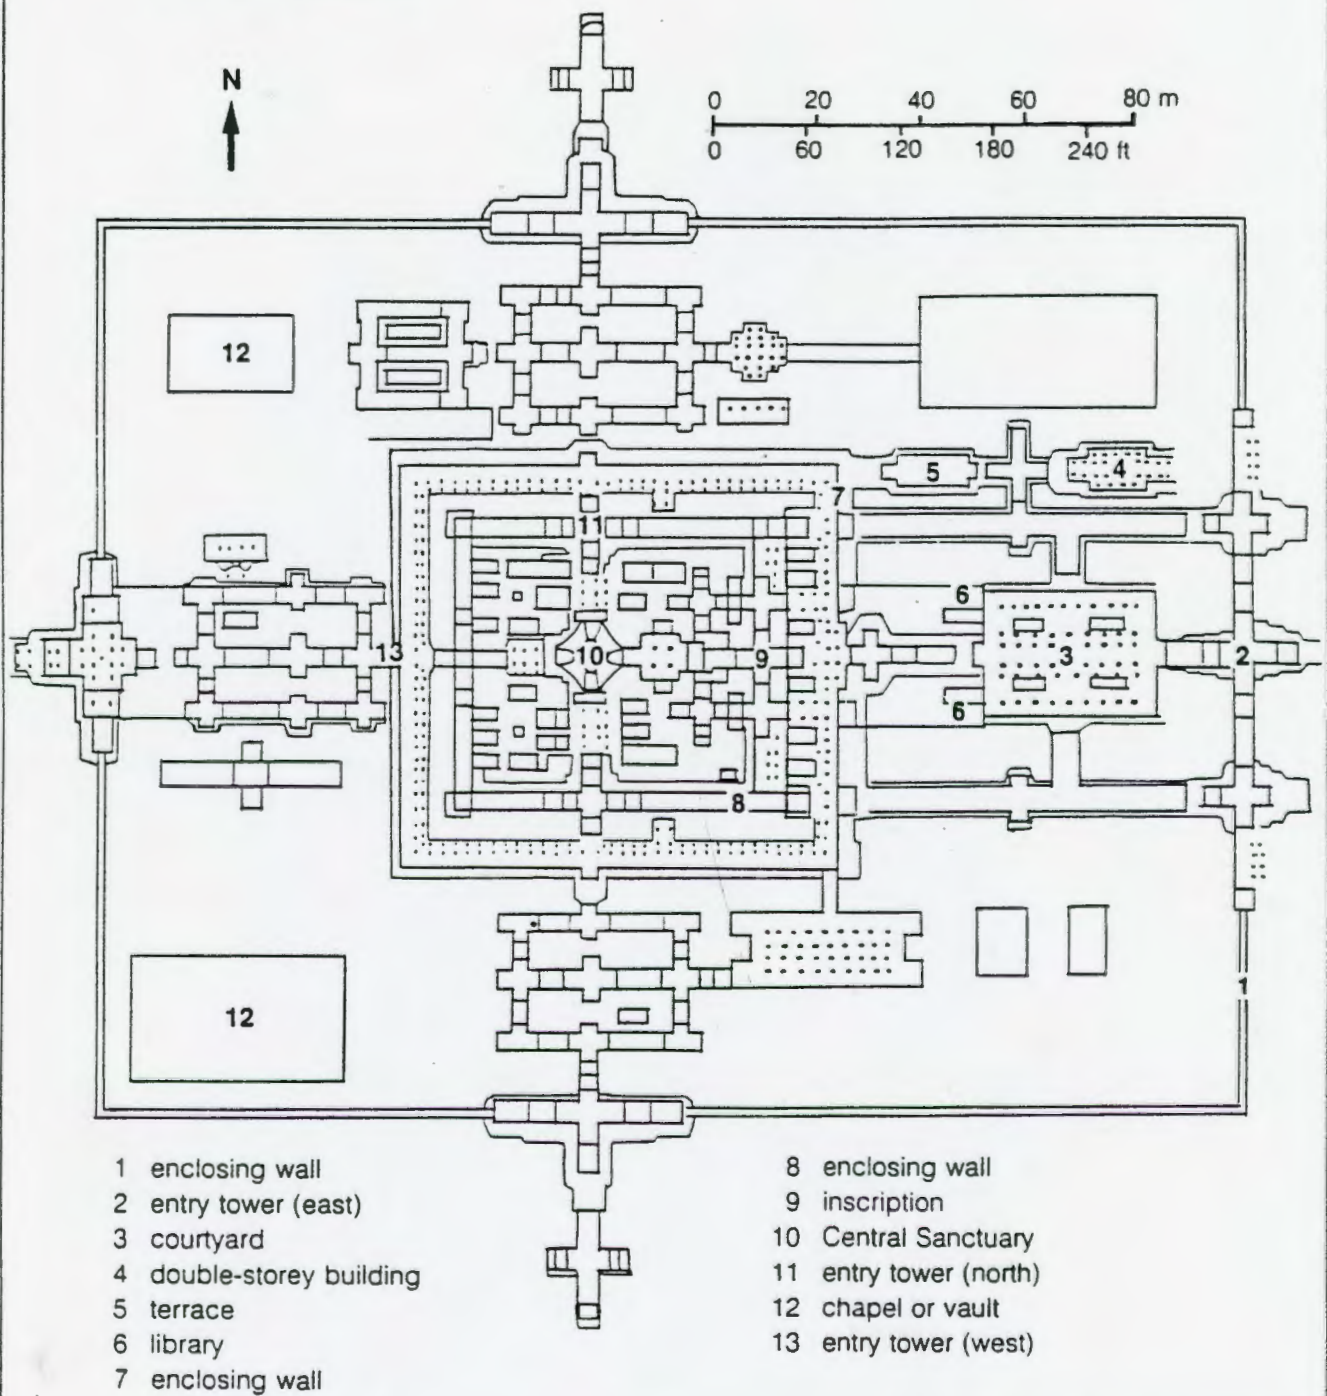 N
0 20 40 60 80 m
0 60 120 180 240 ft
12
5 4
7
11
6
13 10 9 3 2
6
8
1
12
1 enclosing wall
2 entry tower (east)
3 courtyard
4 double-storey building
5 terrace
6 library
7 enclosing wall
8 enclosing wall
9 inscription
10 Central Sanctuary
11 entry tower (north)
12 chapel or vault
13 entry tower (west)